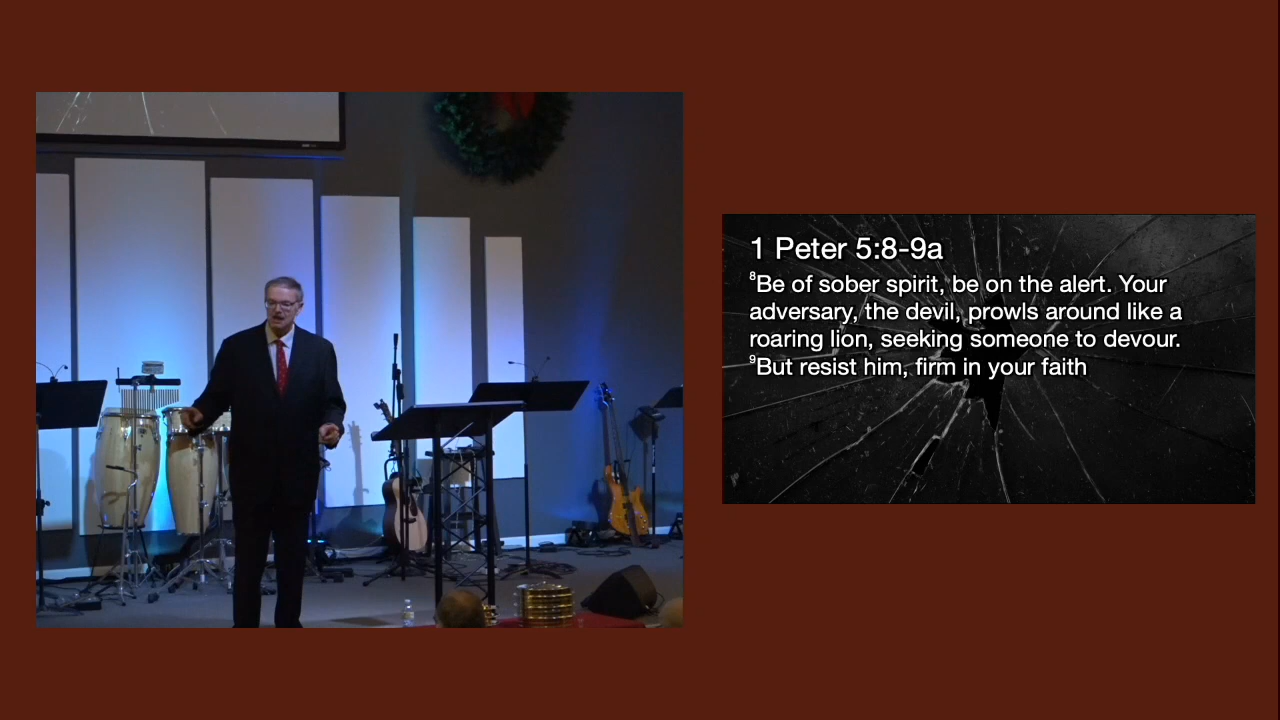 1 Peter 5:8-9a
⁸Be of sober spirit, be on the alert. Your
adversary, the devil, prowls around like a
roaring lion, seeking someone to devour.
⁹But resist him, firm in your faith